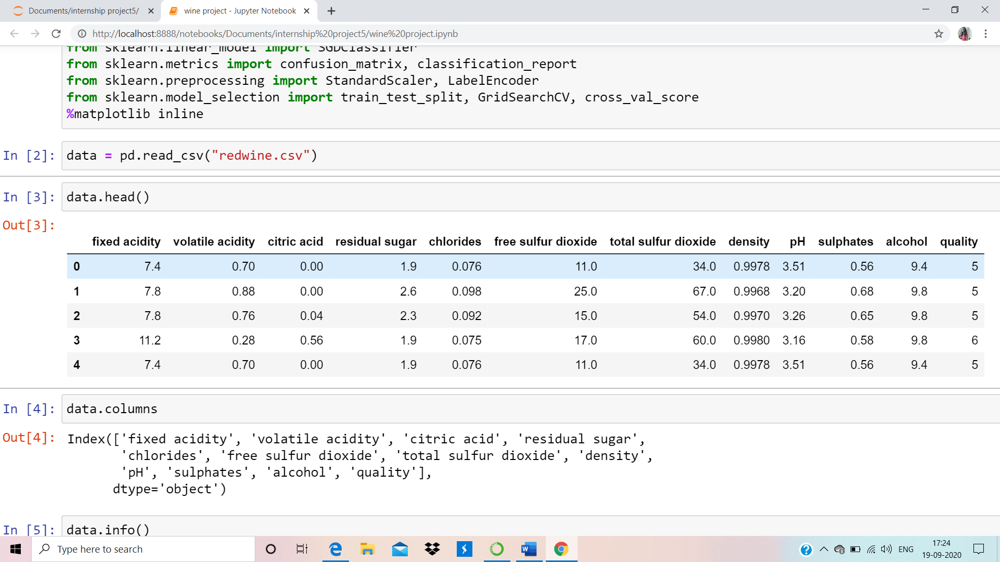 Documents/internship project5/
wine project - Jupyter Notebook
http://localhost:8888/notebooks/Documents/internship%20project5/wine%20project.ipynb
from sklearn.linear_model import SGDClassifier
from sklearn.metrics import confusion_matrix, classification_report
from sklearn.preprocessing import StandardScaler, LabelEncoder
from sklearn.model_selection import train_test_split, GridSearchCV, cross_val_score
%matplotlib inline
In [2]: data = pd.read_csv("redwine.csv")
In [3]: data.head()
Out[3]:
fixed acidity volatile acidity citric acid residual sugar chlorides free sulfur dioxide total sulfur dioxide density pH sulphates alcohol quality
0 7.4 0.70 0.00 1.9 0.076 11.0 34.0 0.9978 3.51 0.56 9.4 5
1 7.8 0.88 0.00 2.6 0.098 25.0 67.0 0.9968 3.20 0.68 9.8 5
2 7.8 0.76 0.04 2.3 0.092 15.0 54.0 0.9970 3.26 0.65 9.8 5
3 11.2 0.28 0.56 1.9 0.075 17.0 60.0 0.9980 3.16 0.58 9.8 6
4 7.4 0.70 0.00 1.9 0.076 11.0 34.0 0.9978 3.51 0.56 9.4 5
In [4]: data.columns
Out[4]: Index(['fixed acidity', 'volatile acidity', 'citric acid', 'residual sugar',
'chlorides', 'free sulfur dioxide', 'total sulfur dioxide', 'density',
'pH', 'sulphates', 'alcohol', 'quality'],
dtype='object')
In [5]: data.info()
Type here to search
ENG
17:24
19-09-2020